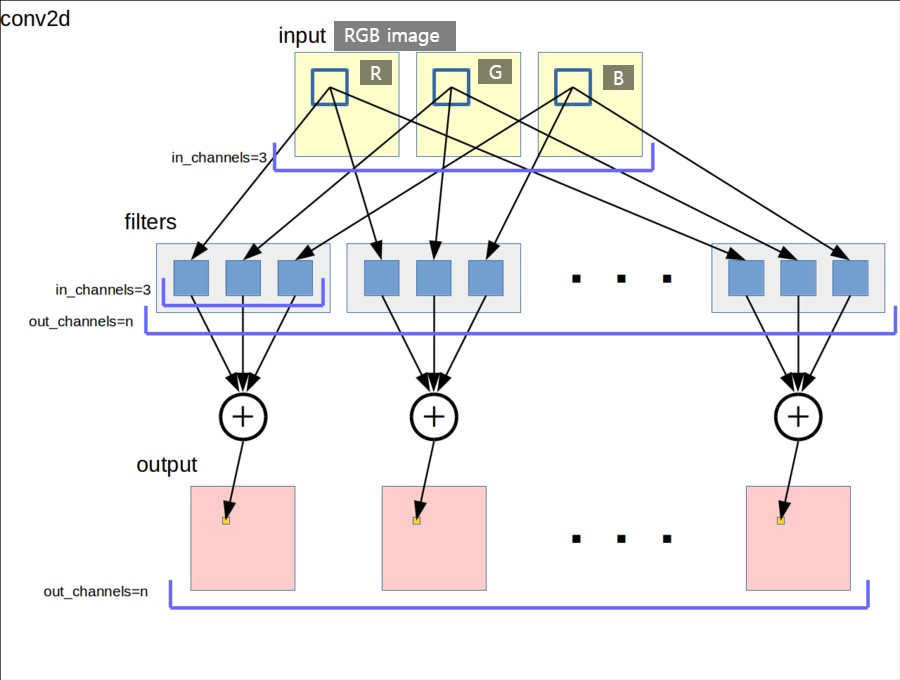 conv2d
input RGB image
R
G
B
in_channels=3
filters
in_channels=3
out_channels=n
output
out_channels=n